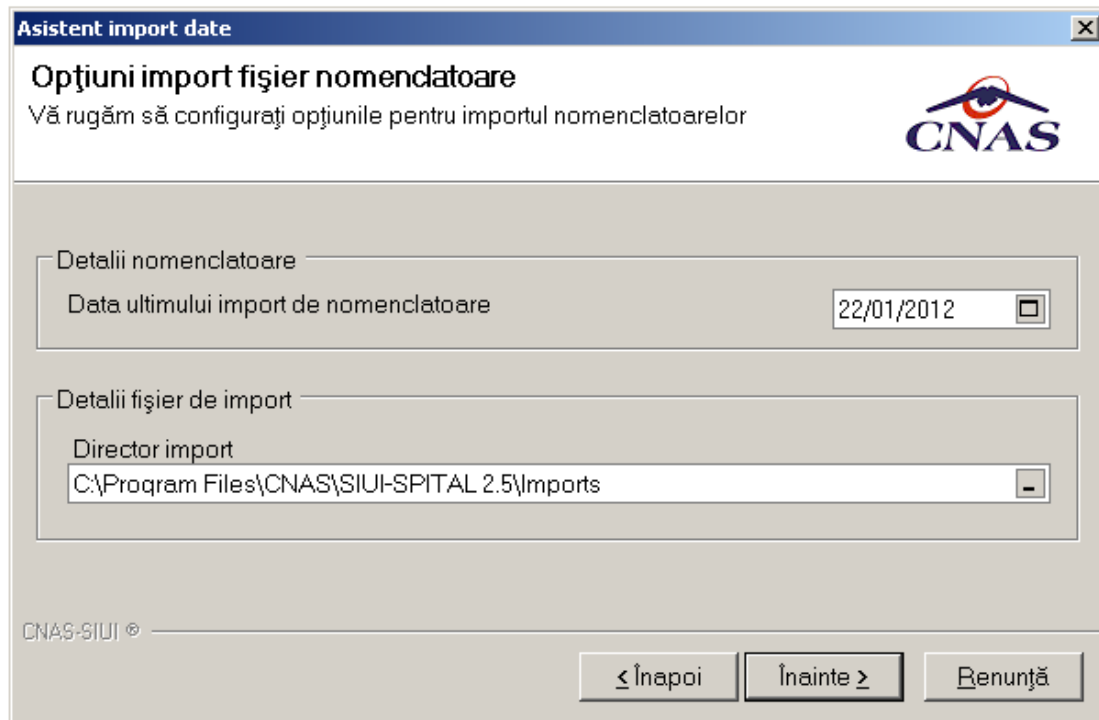 Asistent import date
Opţiuni import fişier nomenclatoare
Vă rugăm să configuraţi opţiunile pentru importul nomenclatoarelor
CNAS
Detalii nomenclatoare
Data ultimului import de nomenclatoare 22/01/2012
Detalii fişier de import
Director import
C:\Program Files\CNAS\SIUI-SPITAL 2.5\Imports
CNAS-SIUI ®
< Înapoi Înainte > Renunţă